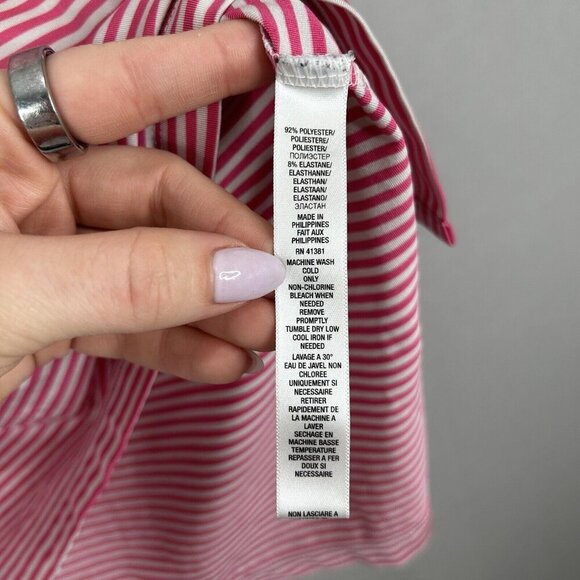 92% POLYESTER/
POLIESTERE/
POLIESTER/
ПОЛИЭСТЕР
8% ELASTANE/
ELASTHANNE/
ELASTHAN/
ELASTAAN/
ELASTANO/
ЭЛАСТАН
MADE IN
PHILIPPINES
FAIT AUX
PHILIPPINES
RN 41381
MACHINE WASH
COLD
ONLY
NON-CHLORINE
BLEACH WHEN
NEEDED
REMOVE
PROMPTLY
TUMBLE DRY LOW
COOL IRON IF
NEEDED
LAVAGE A 30°
EAU DE JAVEL NON
CHLOREE
UNIQUEMENT SI
NECESSAIRE
RETIRER
RAPIDEMENT DE
LA MACHINE A
LAVER
SECHAGE EN
MACHINE BASSE
TEMPERATURE
REPASSER A FER
DOUX SI
NECESSAIRE
NON LASCIARE A